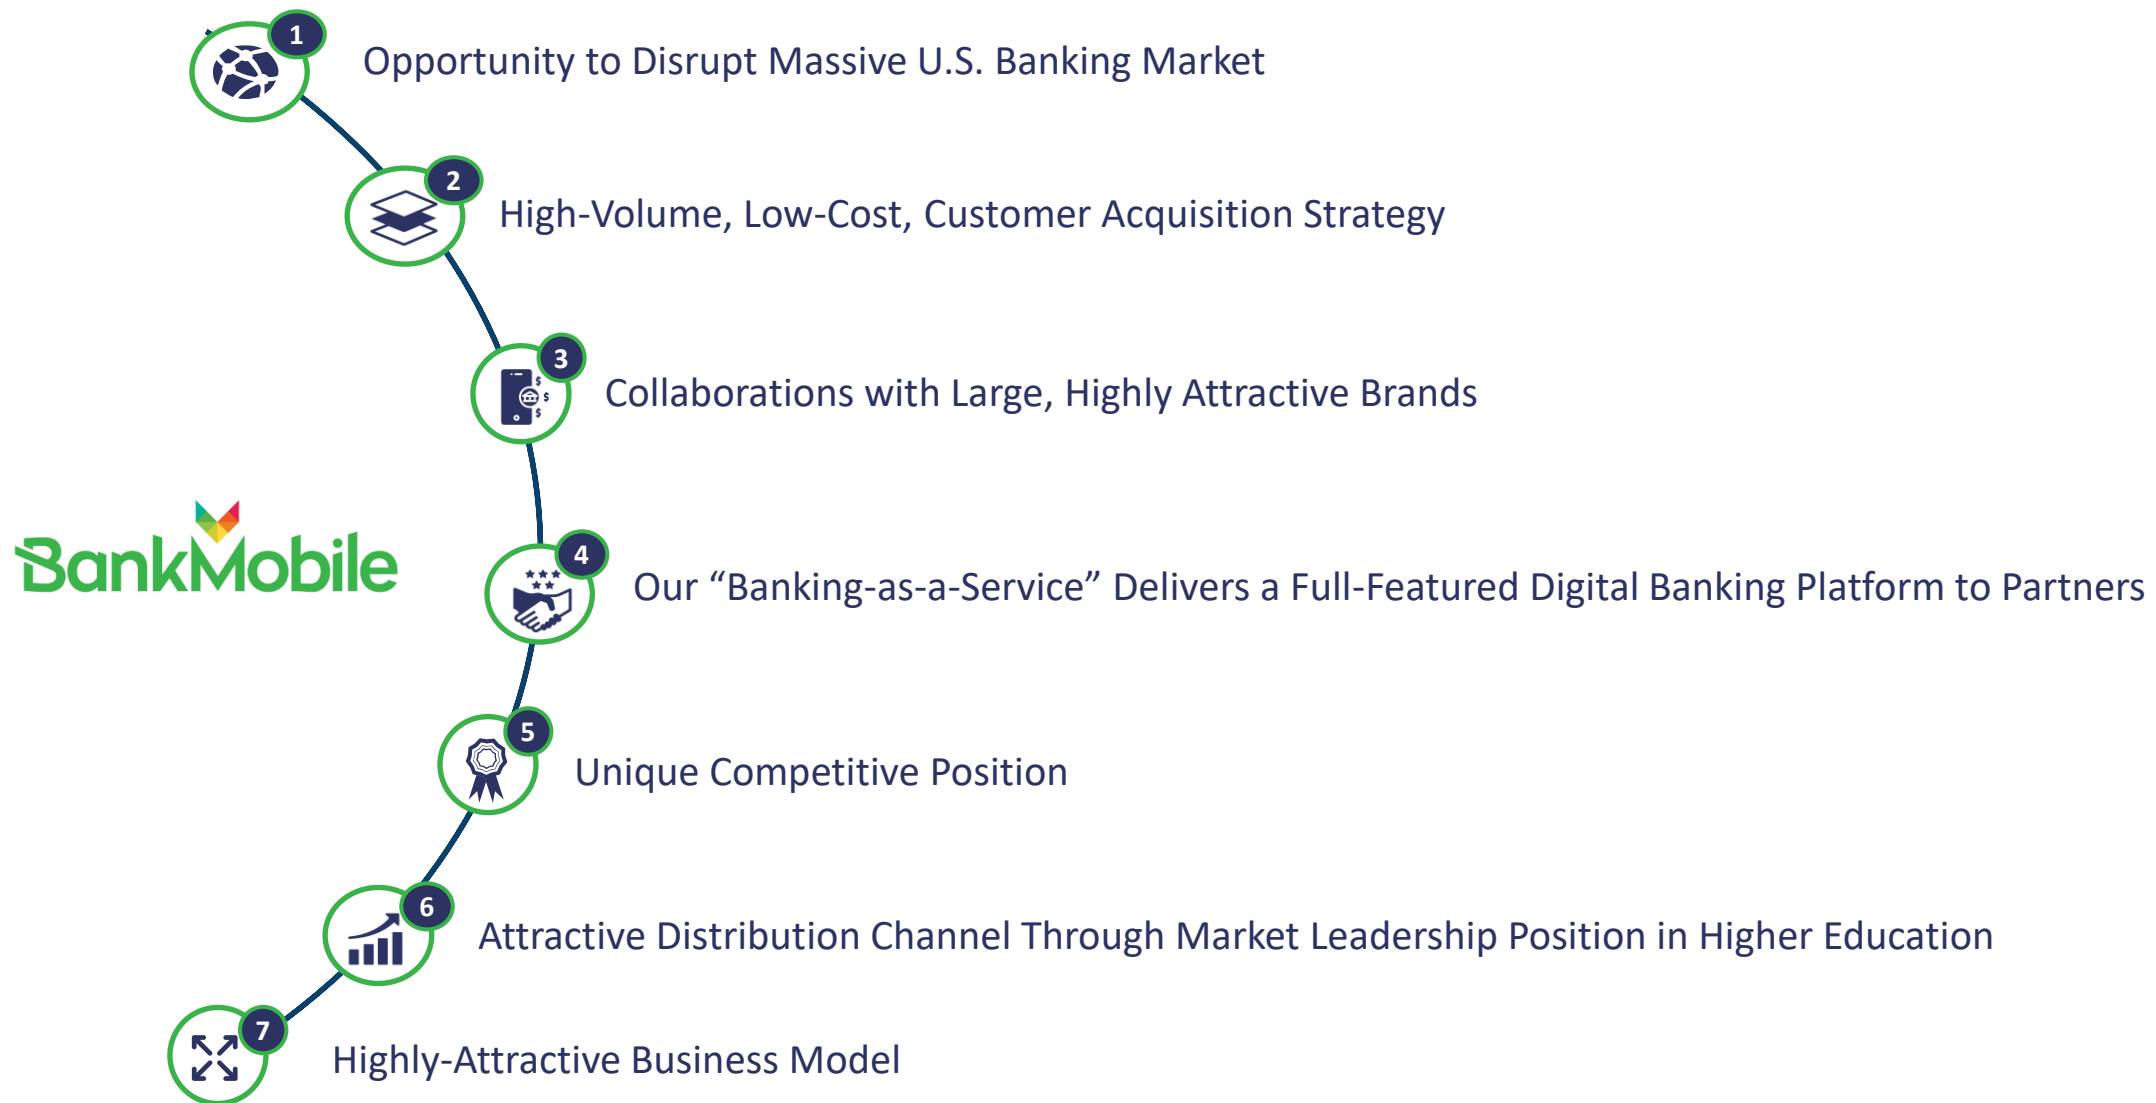 1
Opportunity to Disrupt Massive U.S. Banking Market
2
High-Volume, Low-Cost, Customer Acquisition Strategy
3
$
$
$
Collaborations with Large, Highly Attractive Brands
BankMobile
4
Our “Banking-as-a-Service” Delivers a Full-Featured Digital Banking Platform to Partners
5
Unique Competitive Position
6
Attractive Distribution Channel Through Market Leadership Position in Higher Education
7
Highly-Attractive Business Model